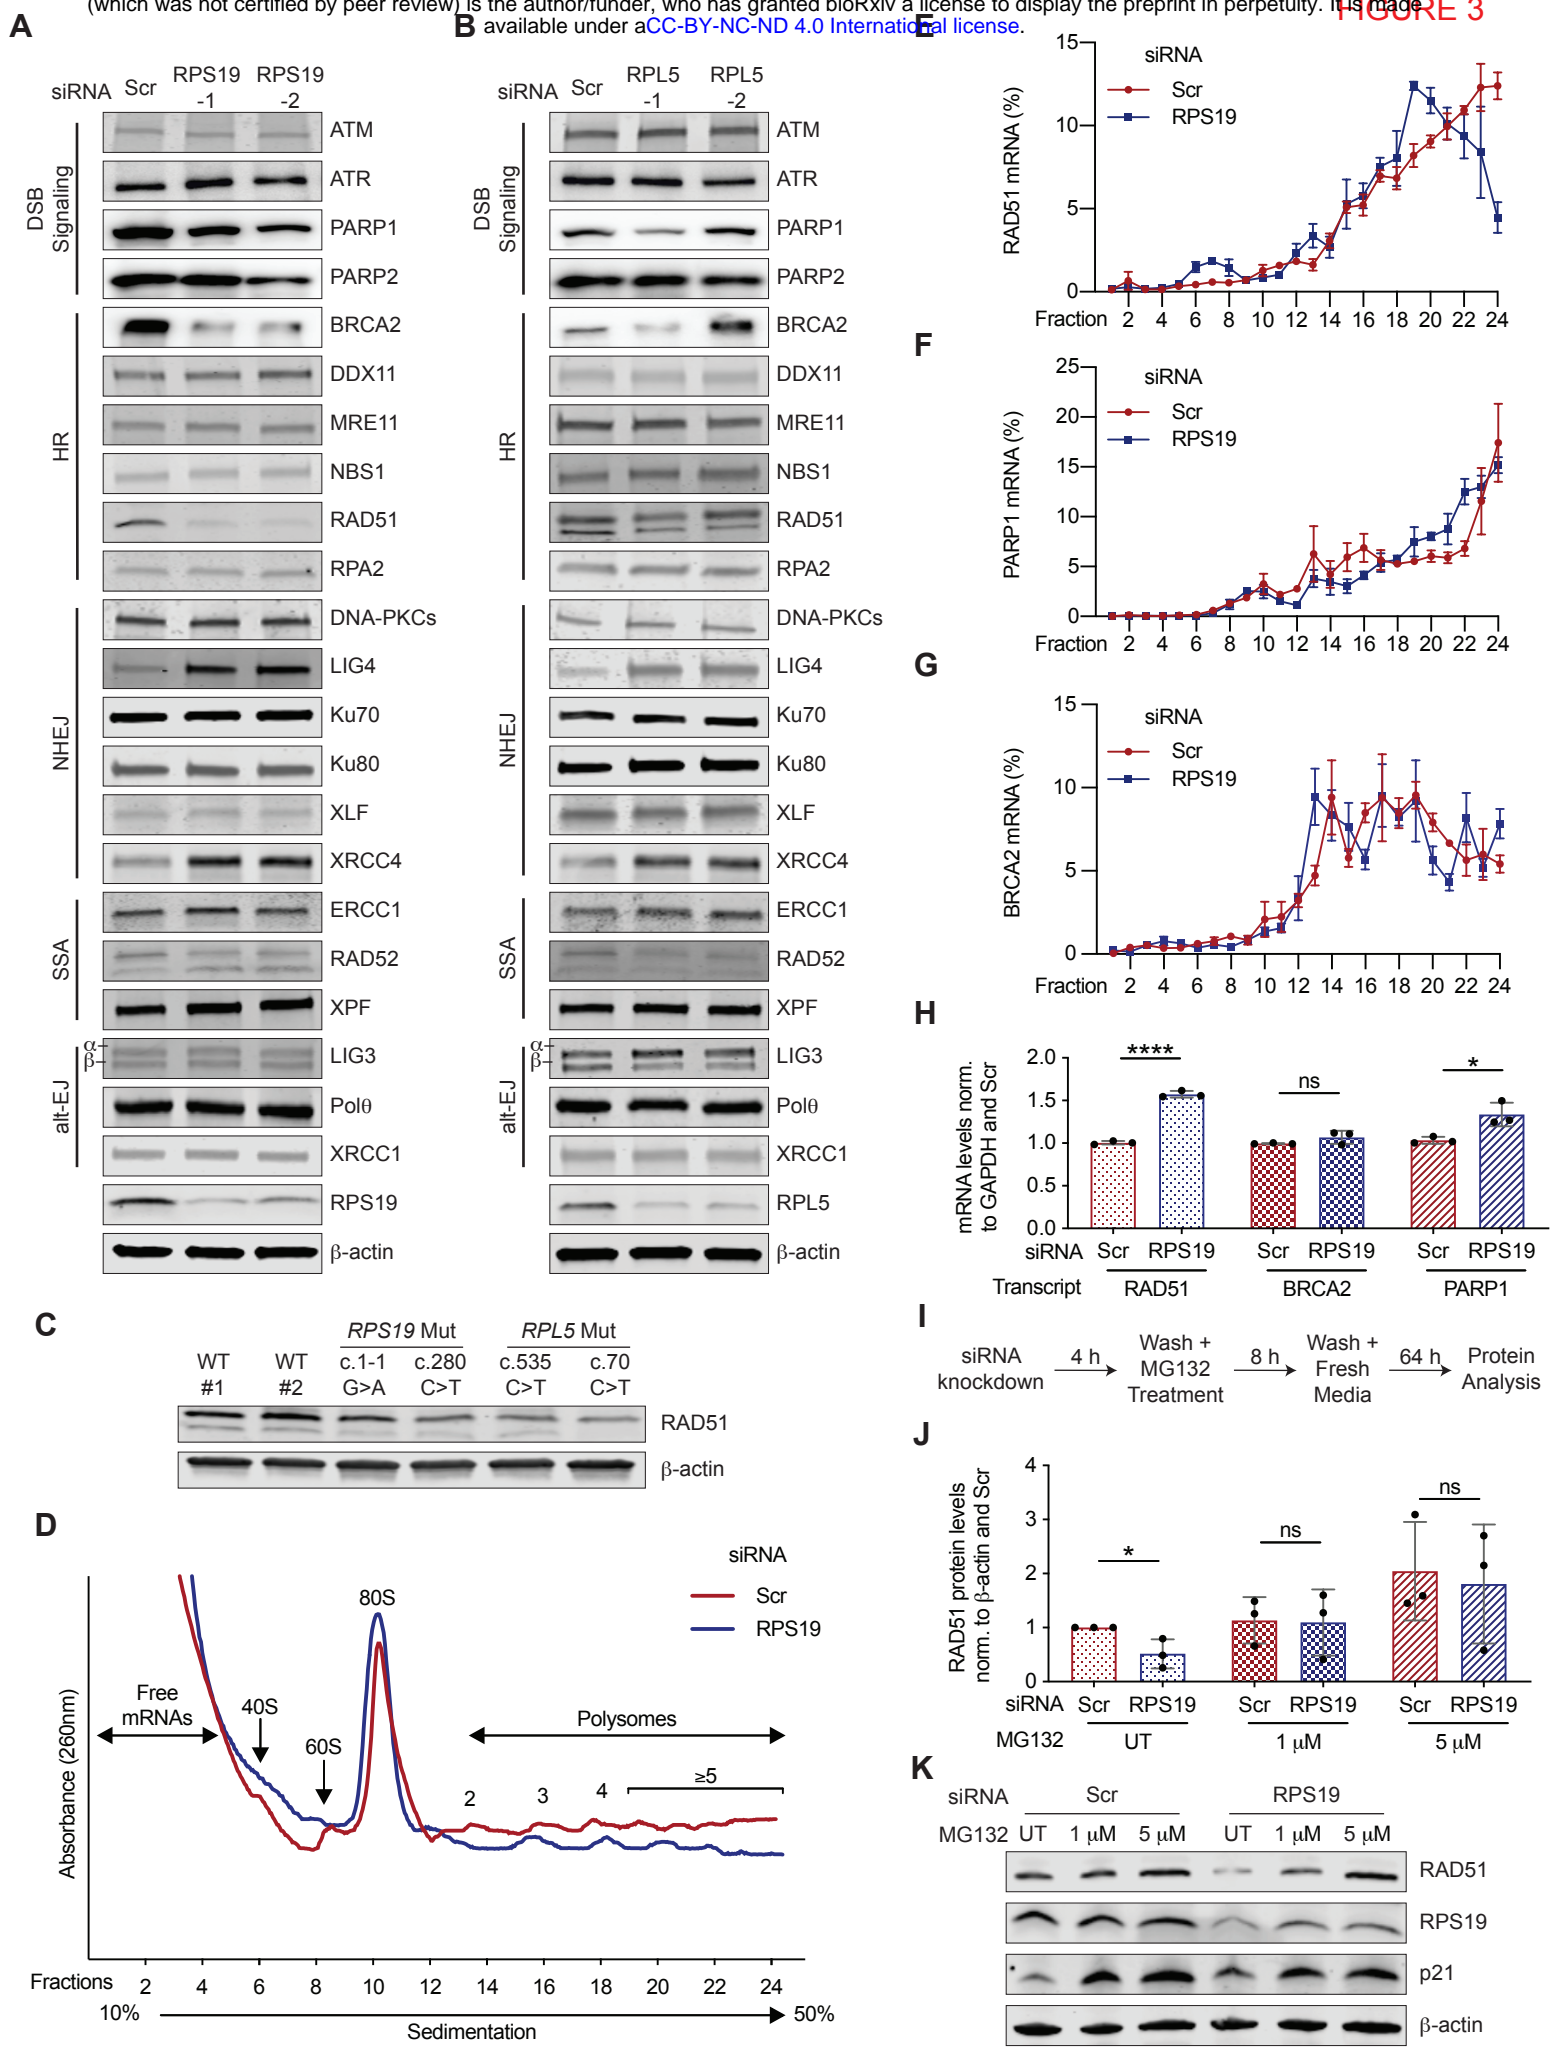 (which was not certified by peer review) is the author/funder, who has granted bioRxiv a license to display the preprint in perpetuity. It is made
available under aCC-BY-NC-ND 4.0 International license.
FIGURE 3
A
siRNA Scr RPS19 -1 RPS19 -2
DSB Signaling
ATM
ATR
PARP1
PARP2
HR
BRCA2
DDX11
MRE11
NBS1
RAD51
RPA2
NHEJ
DNA-PKCs
LIG4
Ku70
Ku80
XLF
XRCC4
SSA
ERCC1
RAD52
XPF
alt-EJ
α
β
LIG3
Polθ
XRCC1
RPS19
β-actin
B
siRNA Scr RPL5 -1 RPL5 -2
DSB Signaling
ATM
ATR
PARP1
PARP2
HR
BRCA2
DDX11
MRE11
NBS1
RAD51
RPA2
NHEJ
DNA-PKCs
LIG4
Ku70
Ku80
XLF
XRCC4
SSA
ERCC1
RAD52
XPF
alt-EJ
α
β
LIG3
Polθ
XRCC1
RPL5
β-actin
C
RPS19 Mut RPL5 Mut
WT WT c.1-1 c.280 c.535 c.70
#1 #2 G>A C>T C>T C>T
RAD51
β-actin
D
siRNA
Scr
RPS19
80S
Free mRNAs
40S
60S
Polysomes
2 3 4 ≥5
Absorbance (260nm)
Fractions 2 4 6 8 10 12 14 16 18 20 22 24
10% 50%
Sedimentation
E
siRNA
Scr
RPS19
RAD51 mRNA (%)
15
10
5
0
Fraction 2 4 6 8 10 12 14 16 18 20 22 24
F
siRNA
Scr
RPS19
PARP1 mRNA (%)
25
20
15
10
5
0
Fraction 2 4 6 8 10 12 14 16 18 20 22 24
G
siRNA
Scr
RPS19
BRCA2 mRNA (%)
15
10
5
0
Fraction 2 4 6 8 10 12 14 16 18 20 22 24
H
mRNA levels norm.
to GAPDH and Scr
2.0
1.5
1.0
0.5
0.0
**** ns *
siRNA Scr RPS19 Scr RPS19 Scr RPS19
Transcript RAD51 BRCA2 PARP1
I
siRNA knockdown
4 h
Wash + MG132 Treatment
8 h
Wash + Fresh Media
64 h
Protein Analysis
J
RAD51 protein levels
norm. to β-actin and Scr
4
3
2
1
0
* ns ns
siRNA Scr RPS19 Scr RPS19 Scr RPS19
MG132 UT 1 μM 5 μM
K
siRNA Scr RPS19
MG132 UT 1 μM 5 μM UT 1 μM 5 μM
RAD51
RPS19
p21
β-actin